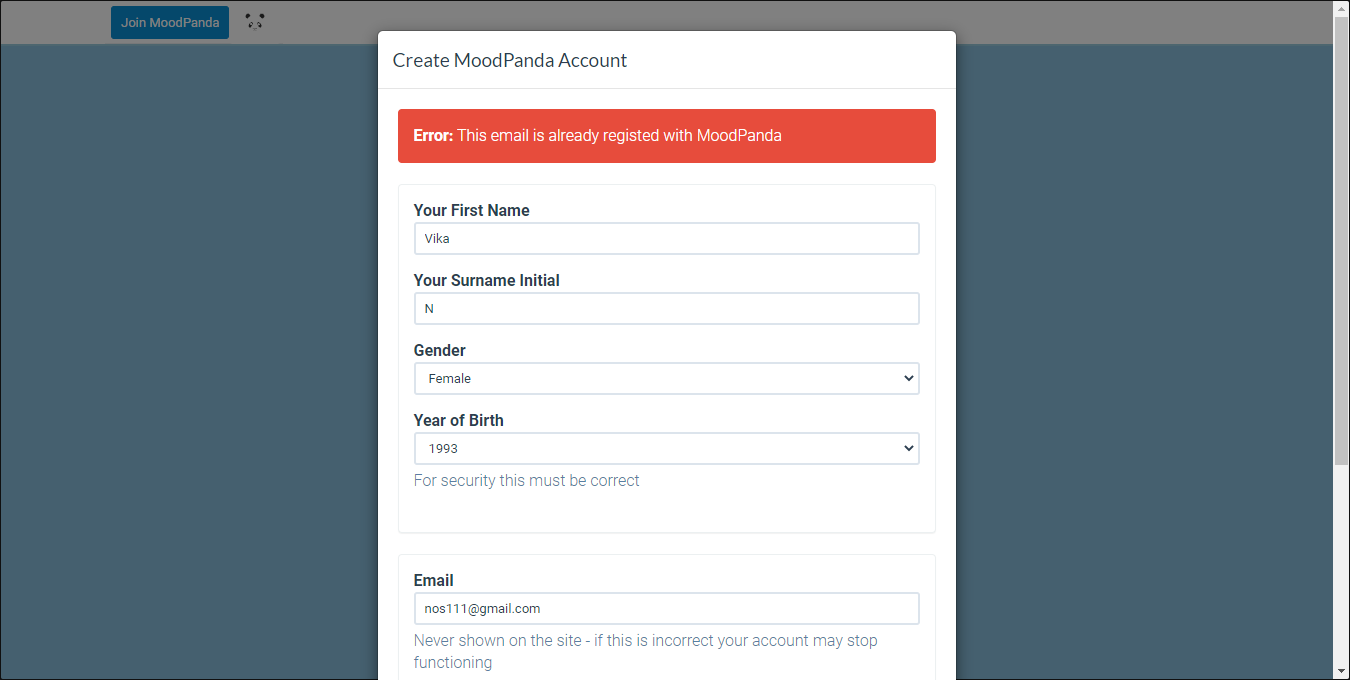 Join MoodPanda
Create MoodPanda Account
Error: This email is already registed with MoodPanda
Your First Name
Vika
Your Surname Initial
N
Gender
Female
Year of Birth
1993
For security this must be correct
Email
nos111@gmail.com
Never shown on the site - if this is incorrect your account may stop
functioning